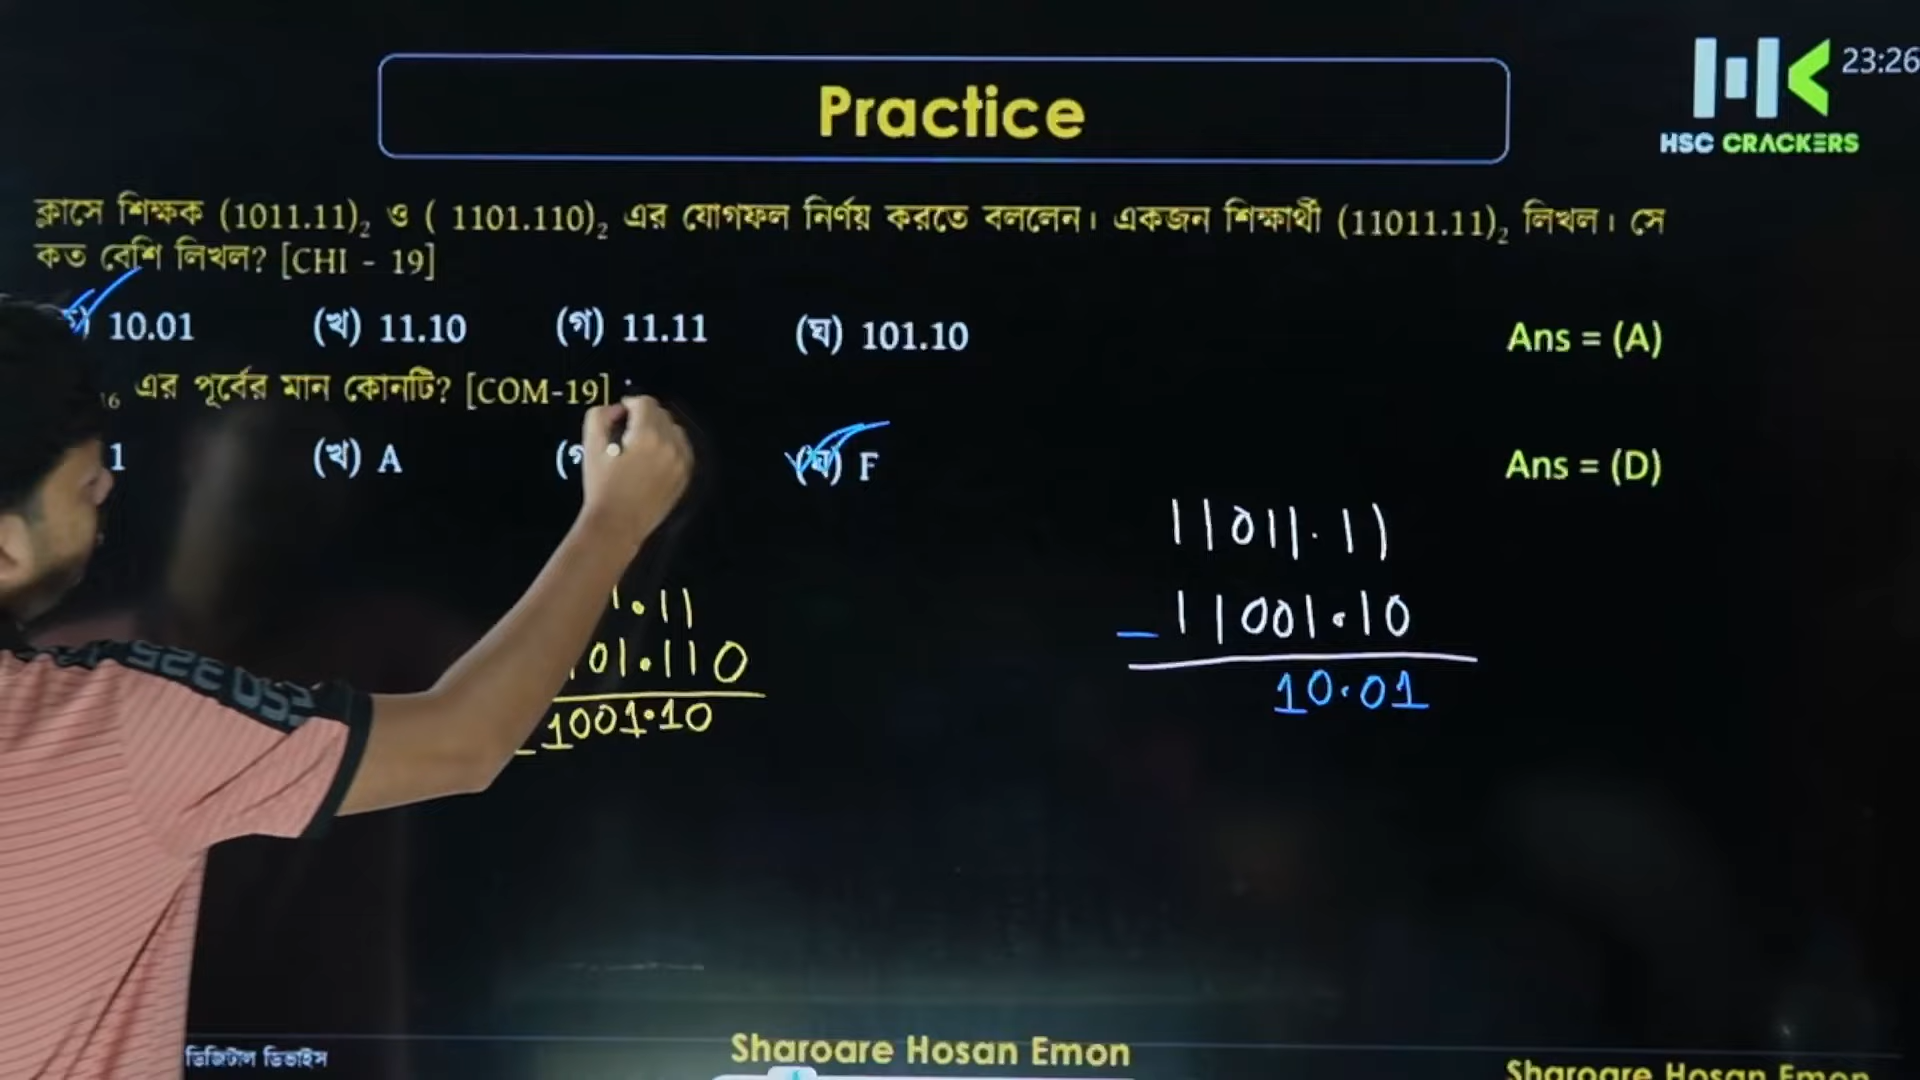 Practice
23:26
HSC CRACKERS
ক্লাসে শিক্ষক (1011.11)₂ ও ( 1101.110)₂ এর যোগফল নির্ণয় করতে বললেন। একজন শিক্ষার্থী (11011.11)₂ লিখল। সে
কত বেশি লিখল? [CHI - 19]
10.01 (খ) 11.10 (গ) 11.11 (ঘ) 101.10 Ans = (A)
₁₆ এর পূর্বের মান কোনটি? [COM-19]
1 (খ) A (ঘ) F Ans = (D)
11011.11
- 11001.10
10.01
.11
01.110
1001.10
ডিজিটাল ডিভাইস
Sharoare Hosan Emon
Sharoare Hosan Emon